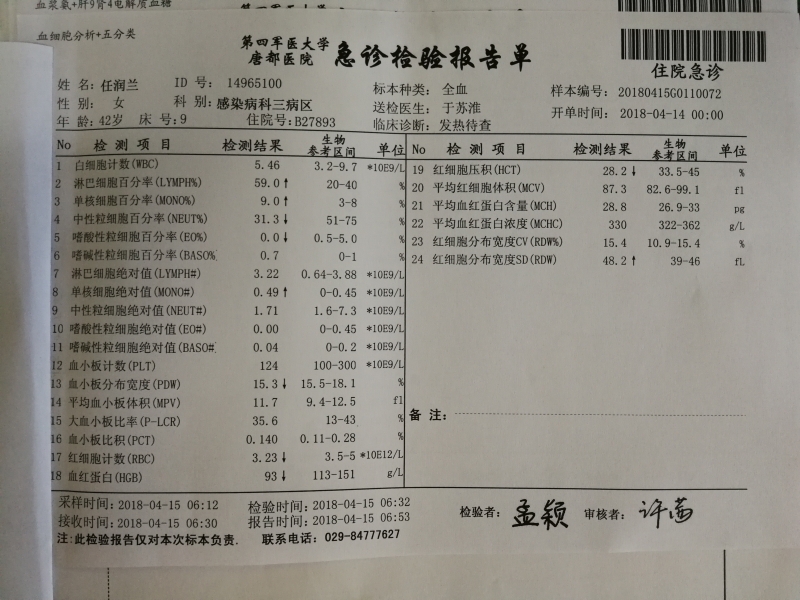 血浆氨+肝9肾4电解质血糖
血细胞分析+五分类
第四军医大学
唐都医院 急诊检验报告单
住院急诊
姓 名: 任润兰 ID 号: 14965100 标本种类: 全血 样本编号: 20180415G0110072
性 别: 女 科 别: 感染病科三病区 送检医生: 于苏淮 开单时间: 2018-04-14 00:00
年 龄: 42岁 床 号: 9 住院号: B27893 临床诊断: 发热待查
No 检 测 项 目 检测结果 生物参考区间 单位 No 检 测 项 目 检测结果 生物参考区间 单位
1 白细胞计数(WBC) 5.46 3.2-9.7 *10E9/L
2 淋巴细胞百分率(LYMPH%) 59.0↑ 20-40 %
3 单核细胞百分率(MONO%) 9.0↑ 3-8 %
4 中性粒细胞百分率(NEUT%) 31.3↓ 51-75 %
5 嗜酸性粒细胞百分率(EO%) 0.0↓ 0.5-5.0 %
6 嗜碱性粒细胞百分率(BASO% 0.7 0-1 %
7 淋巴细胞绝对值(LYMPH#) 3.22 0.64-3.88 *10E9/L
8 单核细胞绝对值(MONO#) 0.49↑ 0-0.45 *10E9/L
9 中性粒细胞绝对值(NEUT#) 1.71 1.6-7.3 *10E9/L
10 嗜酸性粒细胞绝对值(EO#) 0.00 0-0.45 *10E9/L
11 嗜碱性粒细胞绝对值(BASO# 0.04 0-0.2 *10E9/L
12 血小板计数(PLT) 124 100-300 *10E9/L
13 血小板分布宽度(PDW) 15.3↓ 15.5-18.1 %
14 平均血小板体积(MPV) 11.7 9.4-12.5 fl
15 大血小板比率(P-LCR) 35.6 13-43 %
16 血小板比积(PCT) 0.140 0.11-0.28 %
17 红细胞计数(RBC) 3.23↓ 3.5-5 *10E12/L
18 血红蛋白(HGB) 93↓ 113-151 g/L
19 红细胞压积(HCT) 28.2↓ 33.5-45 %
20 平均红细胞体积(MCV) 87.3 82.6-99.1 fl
21 平均血红蛋白含量(MCH) 28.8 26.9-33 pg
22 平均血红蛋白浓度(MCHC) 330 322-362 g/L
23 红细胞分布宽度CV(RDW%) 15.4 10.9-15.4 %
24 红细胞分布宽度SD(RDW) 48.2↑ 39-46 fL
备 注:
采样时间: 2018-04-15 06:12 检验时间: 2018-04-15 06:32
接收时间: 2018-04-15 06:30 报告时间: 2018-04-15 06:53
检验者: 孟颖 审核者: 许茜
注:此检验报告仅对本次标本负责. 联系电话: 029-84777627